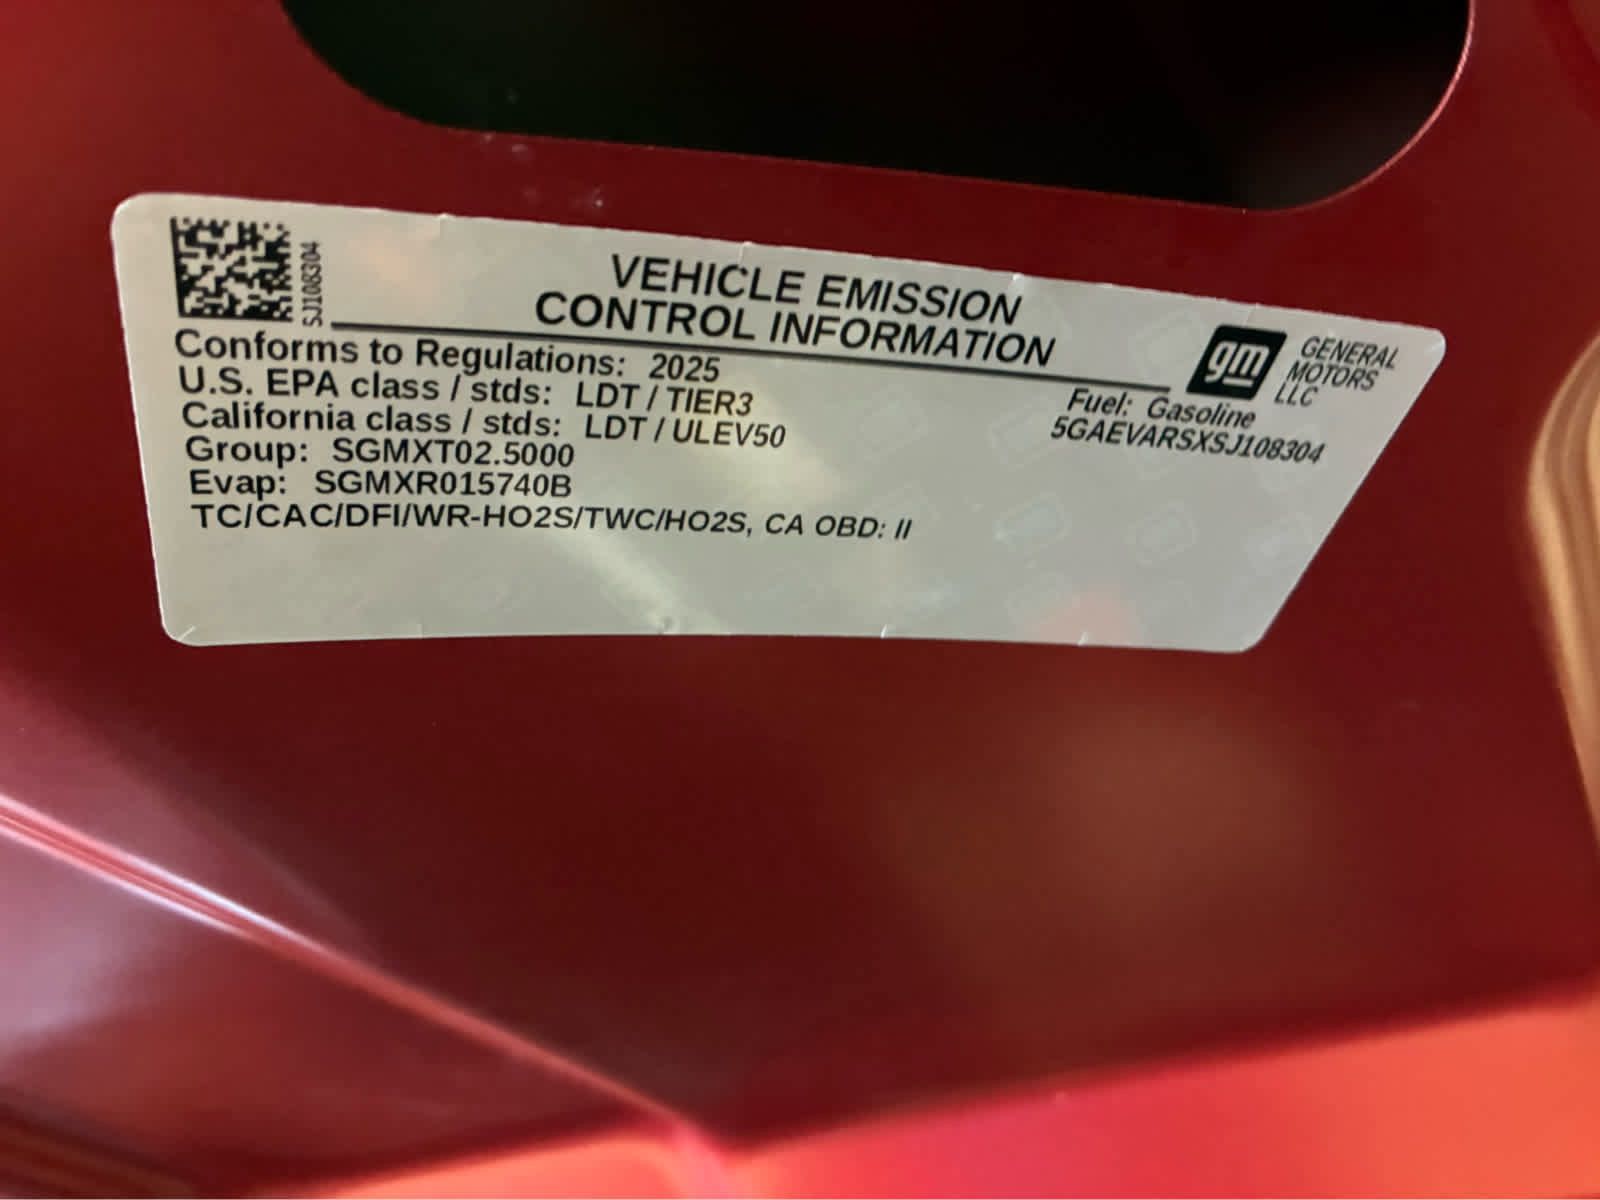 SJ108304
VEHICLE EMISSION
CONTROL INFORMATION
gm
GENERAL
MOTORS
LLC
Conforms to Regulations: 2025
U.S. EPA class / stds: LDT / TIER3
California class / stds: LDT / ULEV50
Group: SGMXT02.5000
Evap: SGMXR015740B
TC/CAC/DFI/WR-HO2S/TWC/HO2S, CA OBD: II
Fuel: Gasoline
5GAEVARSXSJ108304